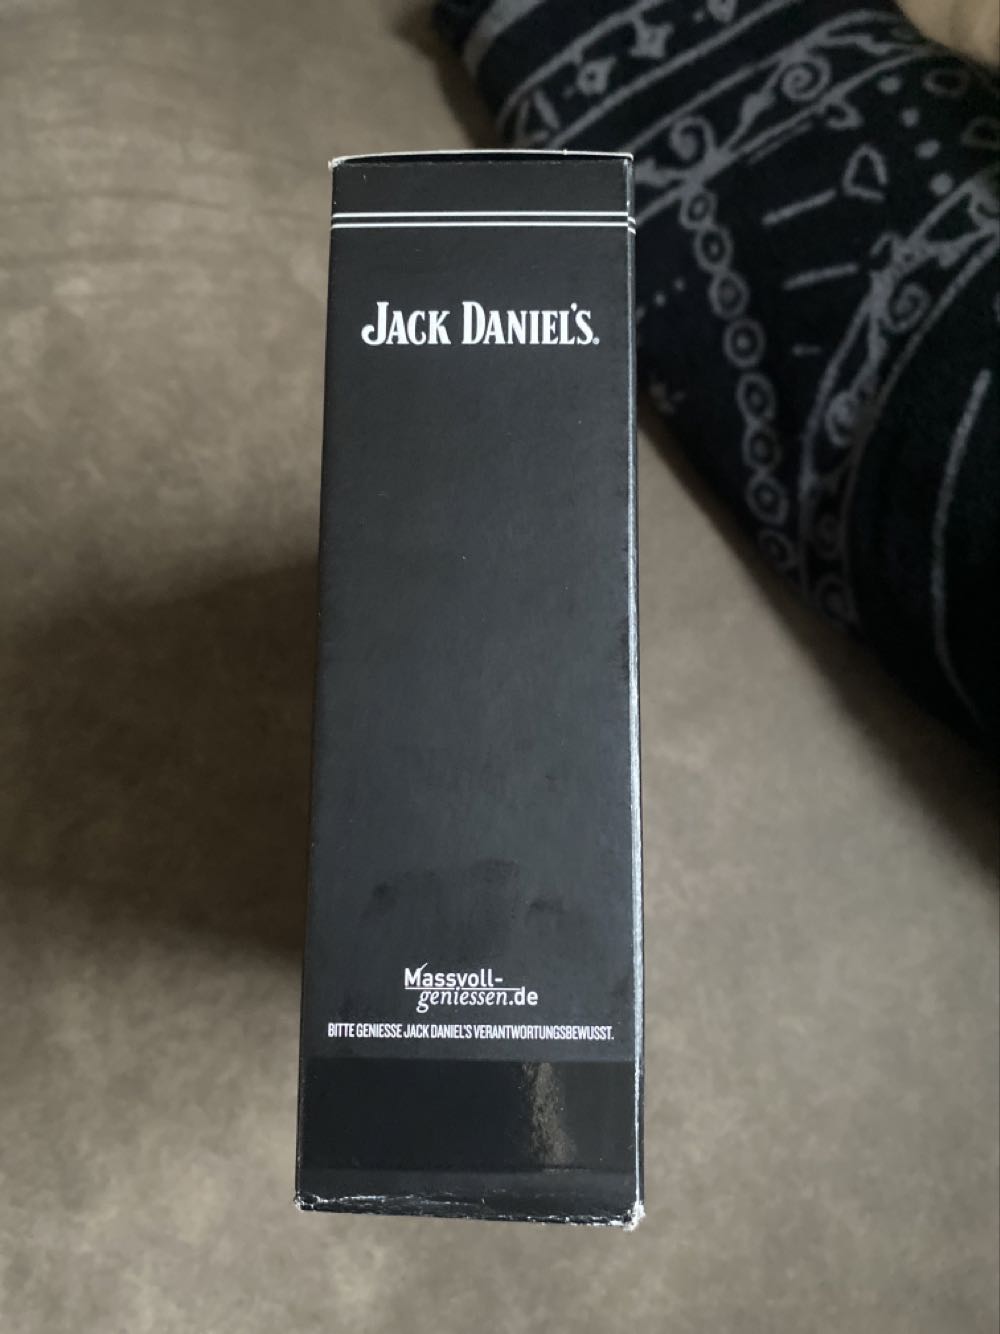 JACK DANIEL'S.
Massvoll-
geniessen.de
BITTE GENIESSE JACK DANIEL'S VERANTWORTUNGSBEWUSST.